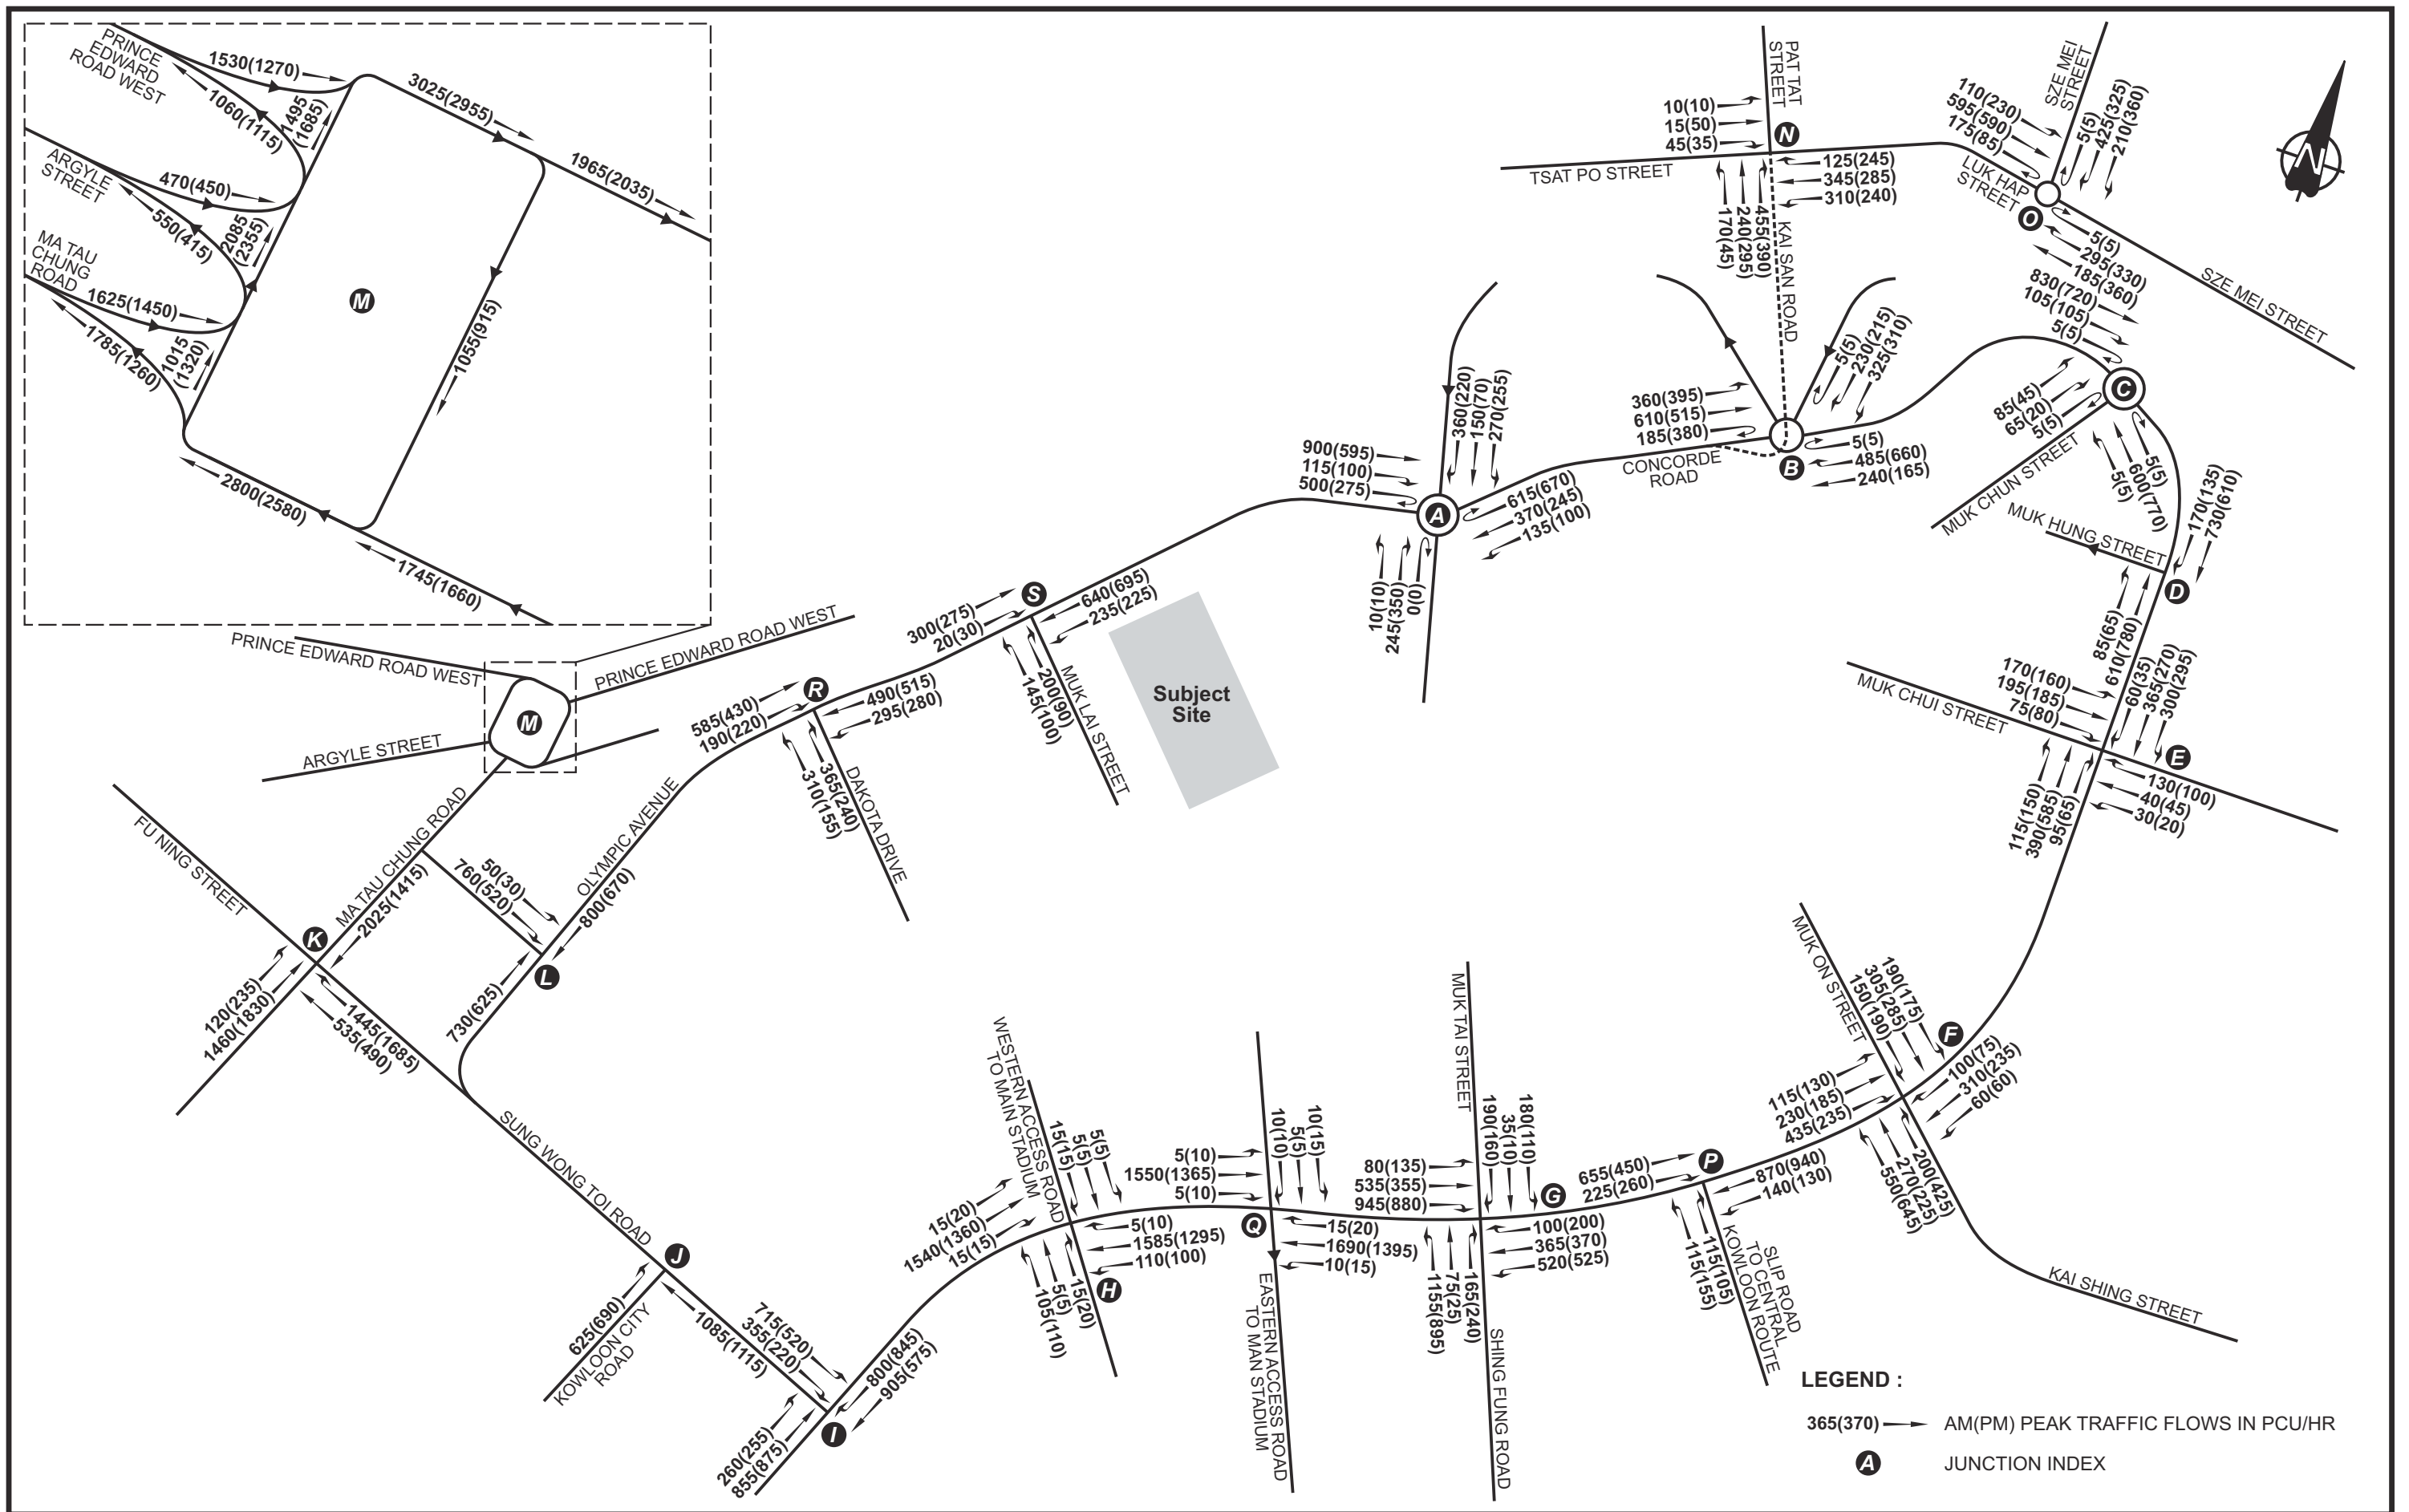 PRINCE
EDWARD
ROAD WEST
1530(1270)
1060(1115)
1495
(1685)
3025(2955)
1965(2035)
ARGYLE
STREET
470(450)
550(415)
2085
(2355)
MA TAU
CHUNG
ROAD
1625(1450)
1785(1260)
1015
(1320)
M
1055(915)
2800(2580)
1745(1660)
PAT TAT
STREET
10(10)
15(50)
45(35)
N
TSAT PO STREET
125(245)
345(285)
310(240)
170(45)
240(295)
455(390)
KAI SAN ROAD
SZE MEI
STREET
110(230)
595(590)
175(85)
5(5)
425(325)
210(360)
LUK HAP
STREET
O
5(5)
295(330)
185(360)
SZE MEI STREET
N
830(720)
105(105)
5(5)
C
85(45)
65(20)
5(5)
MUK CHUN STREET
5(5)
600(770)
5(5)
5(5)
230(215)
325(310)
360(395)
610(515)
185(380)
CONCORDE
ROAD
B
5(5)
485(660)
240(165)
360(220)
150(70)
270(255)
900(595)
115(100)
500(275)
A
615(670)
370(245)
135(100)
10(10)
245(350)
0(0)
MUK HUNG STREET
170(135)
730(610)
D
85(65)
610(780)
MUK CHUI STREET
170(160)
195(185)
75(80)
60(35)
365(270)
300(295)
E
130(100)
40(45)
30(20)
115(150)
390(585)
95(65)
300(275)
20(30)
S
640(695)
235(225)
200(90)
145(100)
MUK LAI STREET
Subject
Site
PRINCE EDWARD ROAD WEST
PRINCE EDWARD ROAD WEST
M
ARGYLE STREET
585(430)
190(220)
R
490(515)
295(280)
365(240)
310(155)
DAKOTA DRIVE
FU NING STREET
MA TAU CHUNG ROAD
2025(1415)
50(30)
760(520)
OLYMPIC AVENUE
800(670)
K
L
730(625)
120(235)
1460(1830)
1445(1685)
535(490)
SUNG WONG TOI ROAD
J
625(690)
KOWLOON CITY
ROAD
1085(1115)
715(520)
355(220)
800(845)
905(575)
I
260(255)
855(875)
WESTERN ACCESS ROAD
TO MAIN STADIUM
15(15)
5(5)
5(5)
15(20)
1540(1360)
15(15)
5(10)
1585(1295)
110(100)
H
105(110)
5(5)
15(20)
10(10)
5(5)
10(15)
5(10)
1550(1365)
5(10)
Q
15(20)
1690(1395)
10(15)
EASTERN ACCESS ROAD
TO MAN STADIUM
MUK TAI STREET
190(160)
35(10)
180(110)
80(135)
535(355)
945(880)
G
100(200)
365(370)
520(525)
1155(895)
75(25)
165(240)
SHING FUNG ROAD
655(450)
225(260)
P
870(940)
140(130)
115(155)
115(105)
SLIP ROAD
TO CENTRAL
KOWLOON ROUTE
MUK ON STREET
190(175)
305(285)
150(190)
F
115(130)
230(185)
435(235)
100(75)
310(235)
60(60)
200(425)
270(225)
550(645)
KAI SHING STREET
LEGEND :
365(370) AM(PM) PEAK TRAFFIC FLOWS IN PCU/HR
A JUNCTION INDEX